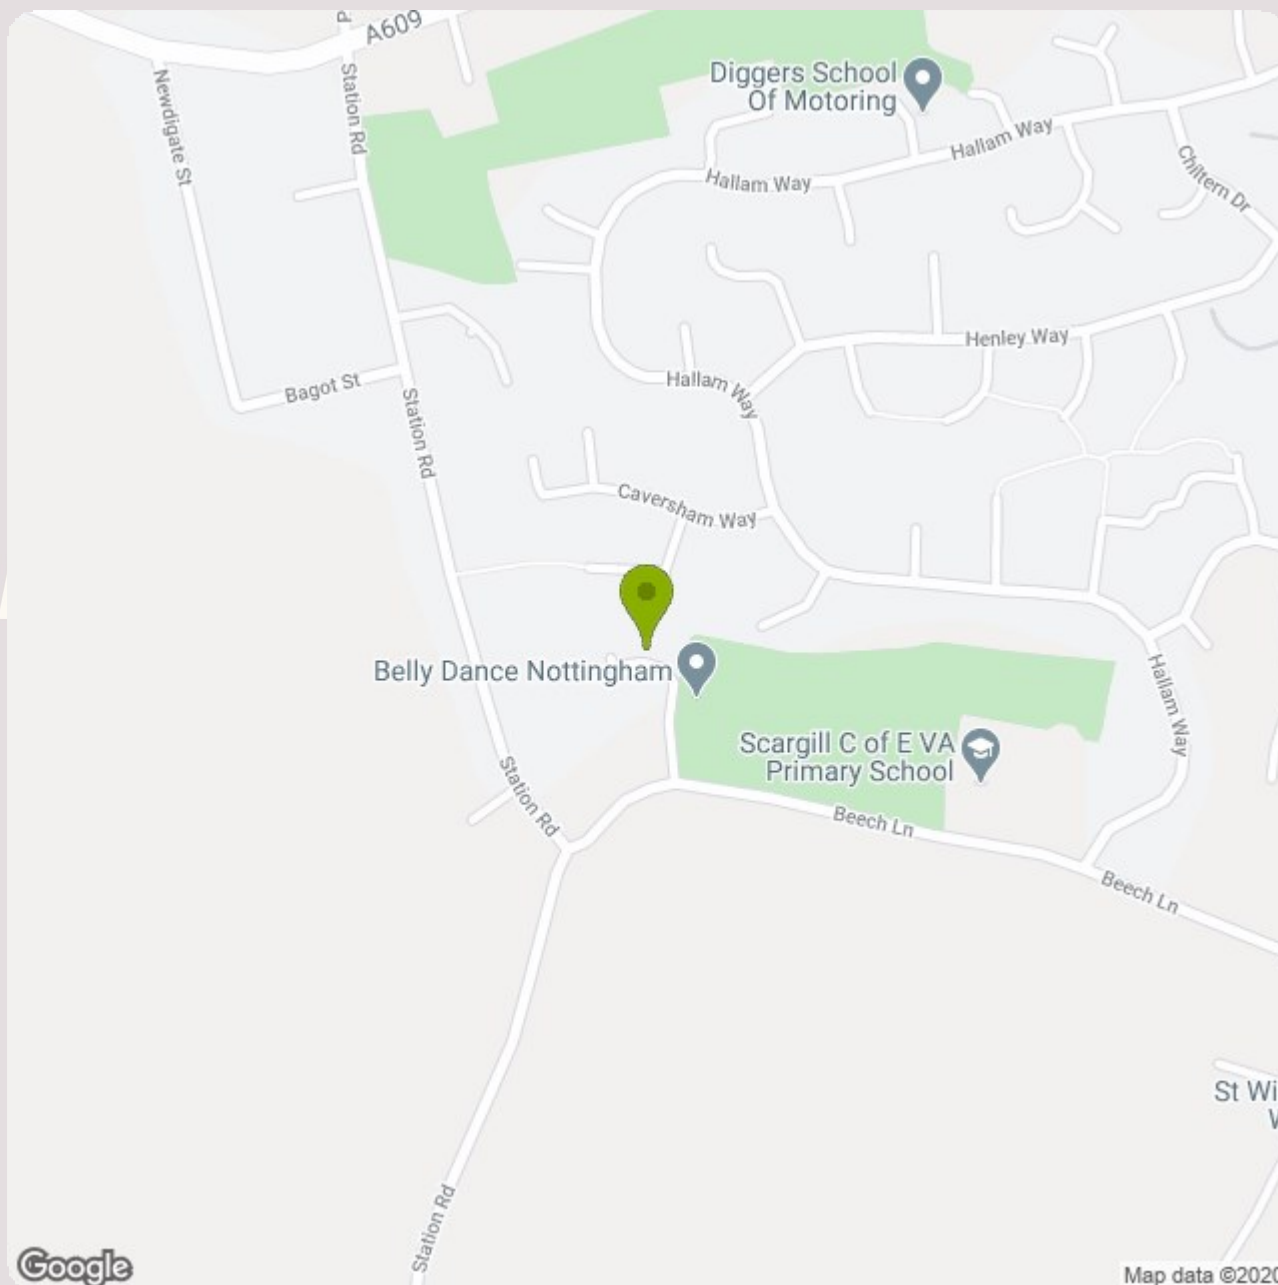 A609
Station Rd
Newdigate St
Diggers School
Of Motoring
Hallam Way
Hallam Way
Chiltern Dr
Henley Way
Hallam Way
Bagot St
Station Rd
Caversham Way
Belly Dance Nottingham
Hallam Way
Scargill C of E VA
Primary School
Station Rd
Beech Ln
Beech Ln
St Wi
Station Rd
Google
Map data ©2020